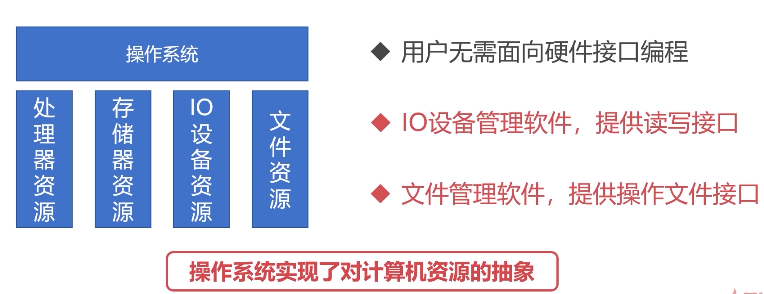 操作系统
处理器资源
存储器资源
IO设备资源
文件资源
用户无需面向硬件接口编程
IO设备管理软件，提供读写接口
文件管理软件，提供操作文件接口
操作系统实现了对计算机资源的抽象